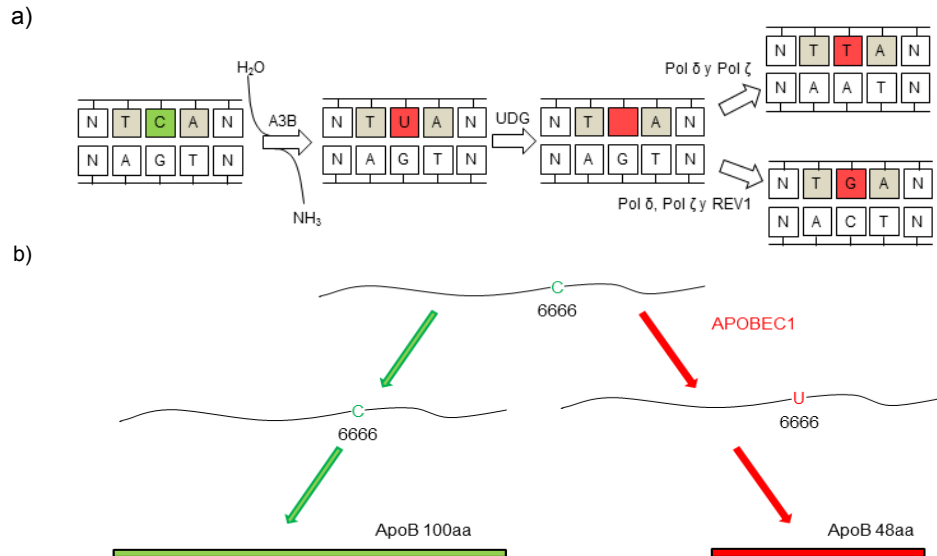 a)
H₂O
A3B
NH₃
UDG
Pol δ y Pol ζ
Pol δ, Pol ζ y REV1
N T C A N
N A G T N
N T U A N
N A G T N
N T A N
N A G T N
N T T A N
N A A T N
N T G A N
N A C T N
b)
C
6666
APOBEC1
C
6666
U
6666
ApoB 100aa
ApoB 48aa